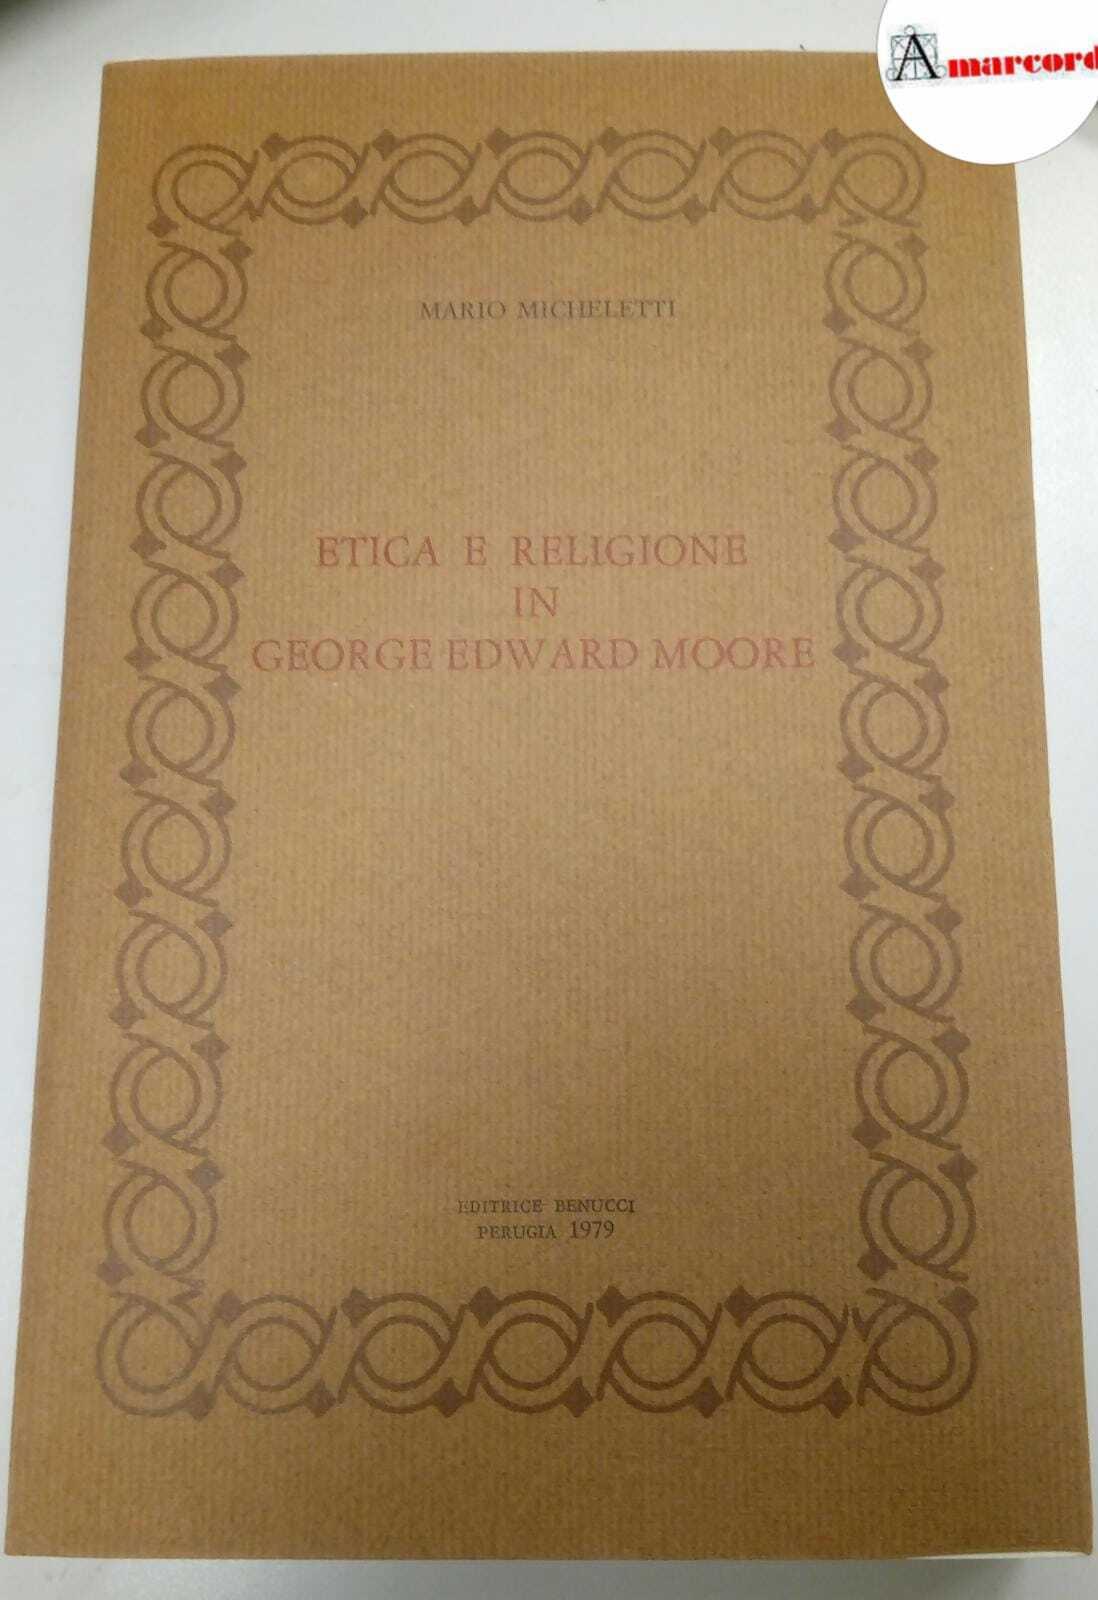 Amarcord
MARIO MICHELETTI
ETICA E RELIGIONE
IN
GEORGE EDWARD MOORE
EDITRICE BENUCCI
PERUGIA 1979